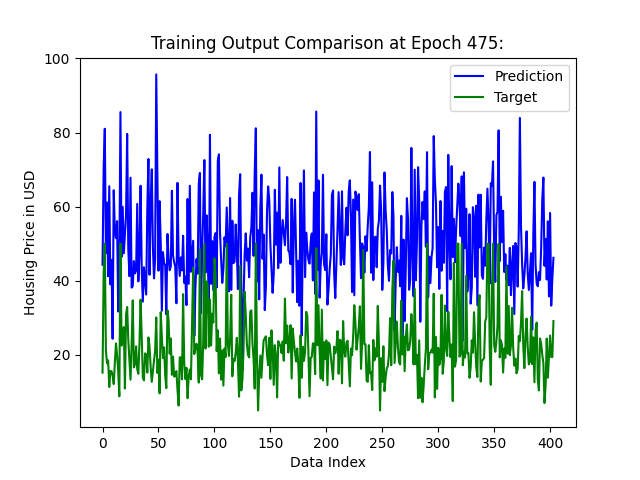 Training Output Comparison at Epoch 475:
Prediction
Target
Housing Price in USD
100
80
60
40
20
0
50
100
150
200
250
300
350
400
Data Index